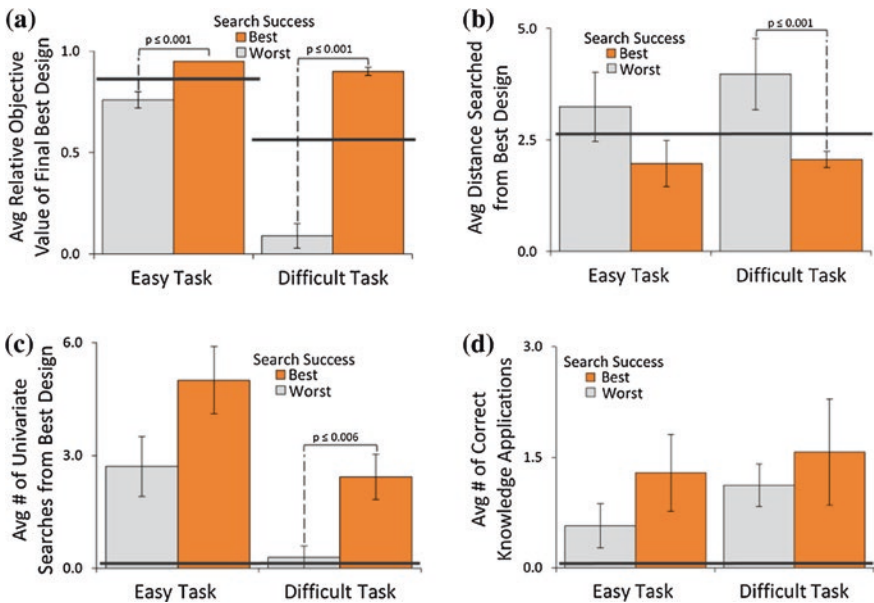 (a)
Search Success
Best
Worst
p ≤ 0.001
p ≤ 0.001
1.0
0.5
0.0
Avg Relative Objective
Value of Final Best Design
Easy Task
Difficult Task
(b)
Search Success
Worst
Best
p ≤ 0.001
5.0
2.5
0.0
Avg Distance Searched
from Best Design
Easy Task
Difficult Task
(c)
Search Success
Best
Worst
p ≤ 0.006
6.0
3.0
0.0
Avg # of Univariate
Searches from Best Design
Easy Task
Difficult Task
(d)
Search Success
Best
Worst
3.0
1.5
0.0
Avg # of Correct
Knowledge Applications
Easy Task
Difficult Task